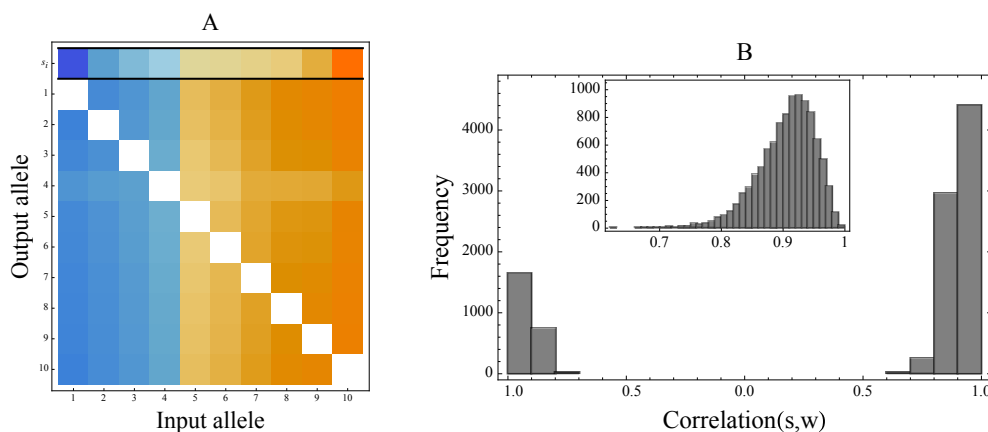 A
s_i
1
2
3
4
5
6
7
8
9
10
Output allele
1 2 3 4 5 6 7 8 9 10
Input allele
B
1000
800
600
400
200
0
0.7 0.8 0.9 1
4000
3000
2000
1000
0
Frequency
1.0 0.5 0.0 0.5 1.0
Correlation(s,w)